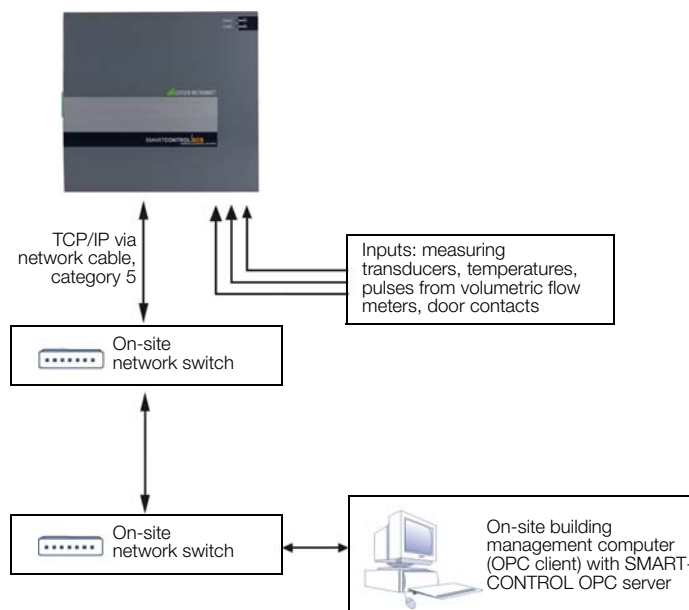 GOSSEN METRAWATT
SMARTCONTROL
TCP/IP via
network cable,
category 5
Inputs: measuring
transducers, temperatures,
pulses from volumetric flow
meters, door contacts
On-site
network switch
On-site
network switch
On-site building
management computer
(OPC client) with SMART-
CONTROL OPC server